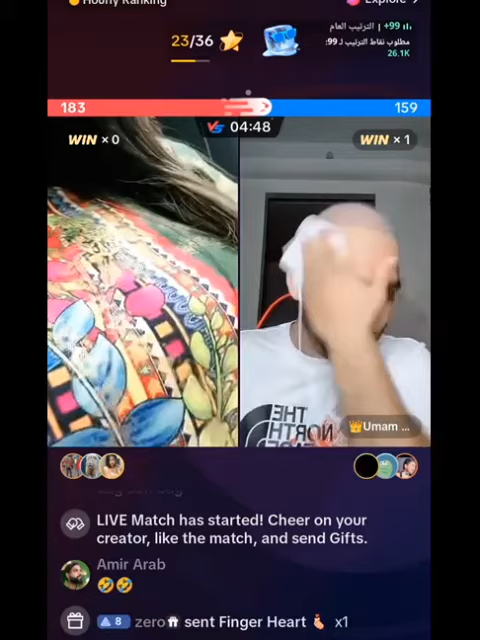 Hourly Ranking
Explore
23/36
+99 | الترتيب العام
مطلوب نقاط الترتيب لـ 99:
26.1K
183
159
WIN × 0
VS 04:48
WIN × 1
THE
NORTH
Umam ...
LIVE Match has started! Cheer on your
creator, like the match, and send Gifts.
Amir Arab
🤣🤣
8 zero sent Finger Heart x1